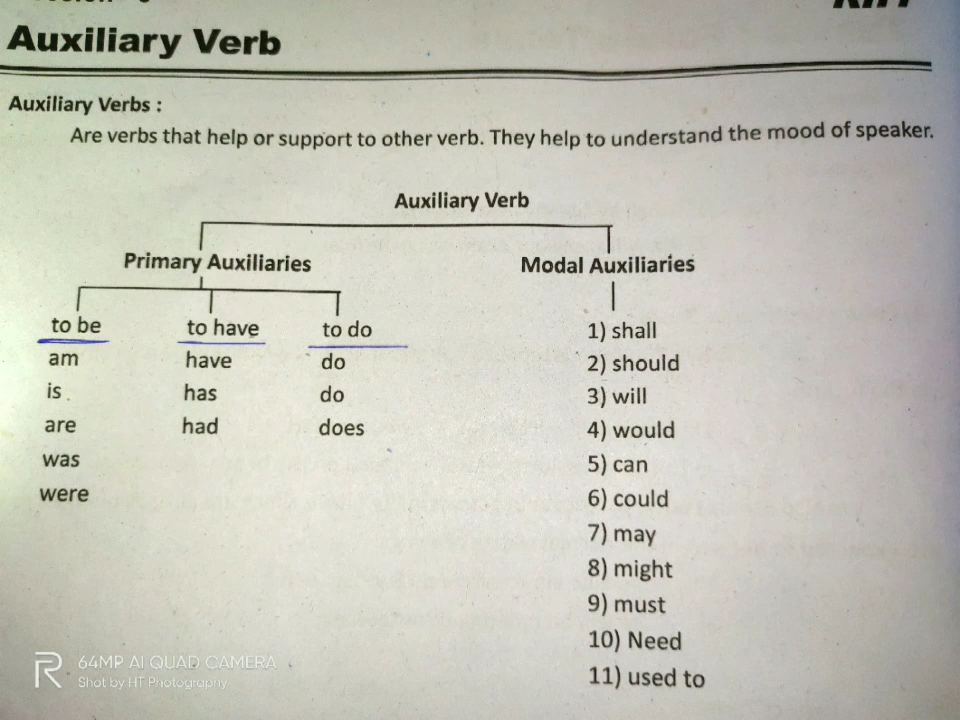 Auxiliary Verb
Auxiliary Verbs :
Are verbs that help or support to other verb. They help to understand the mood of speaker.
Auxiliary Verb
Primary Auxiliaries Modal Auxiliaries
to be to have to do 1) shall
am have do 2) should
is has do 3) will
are had does 4) would
was 5) can
were 6) could
7) may
8) might
9) must
10) Need
11) used to
64MP AI QUAD CAMERA
Shot by HT Photography